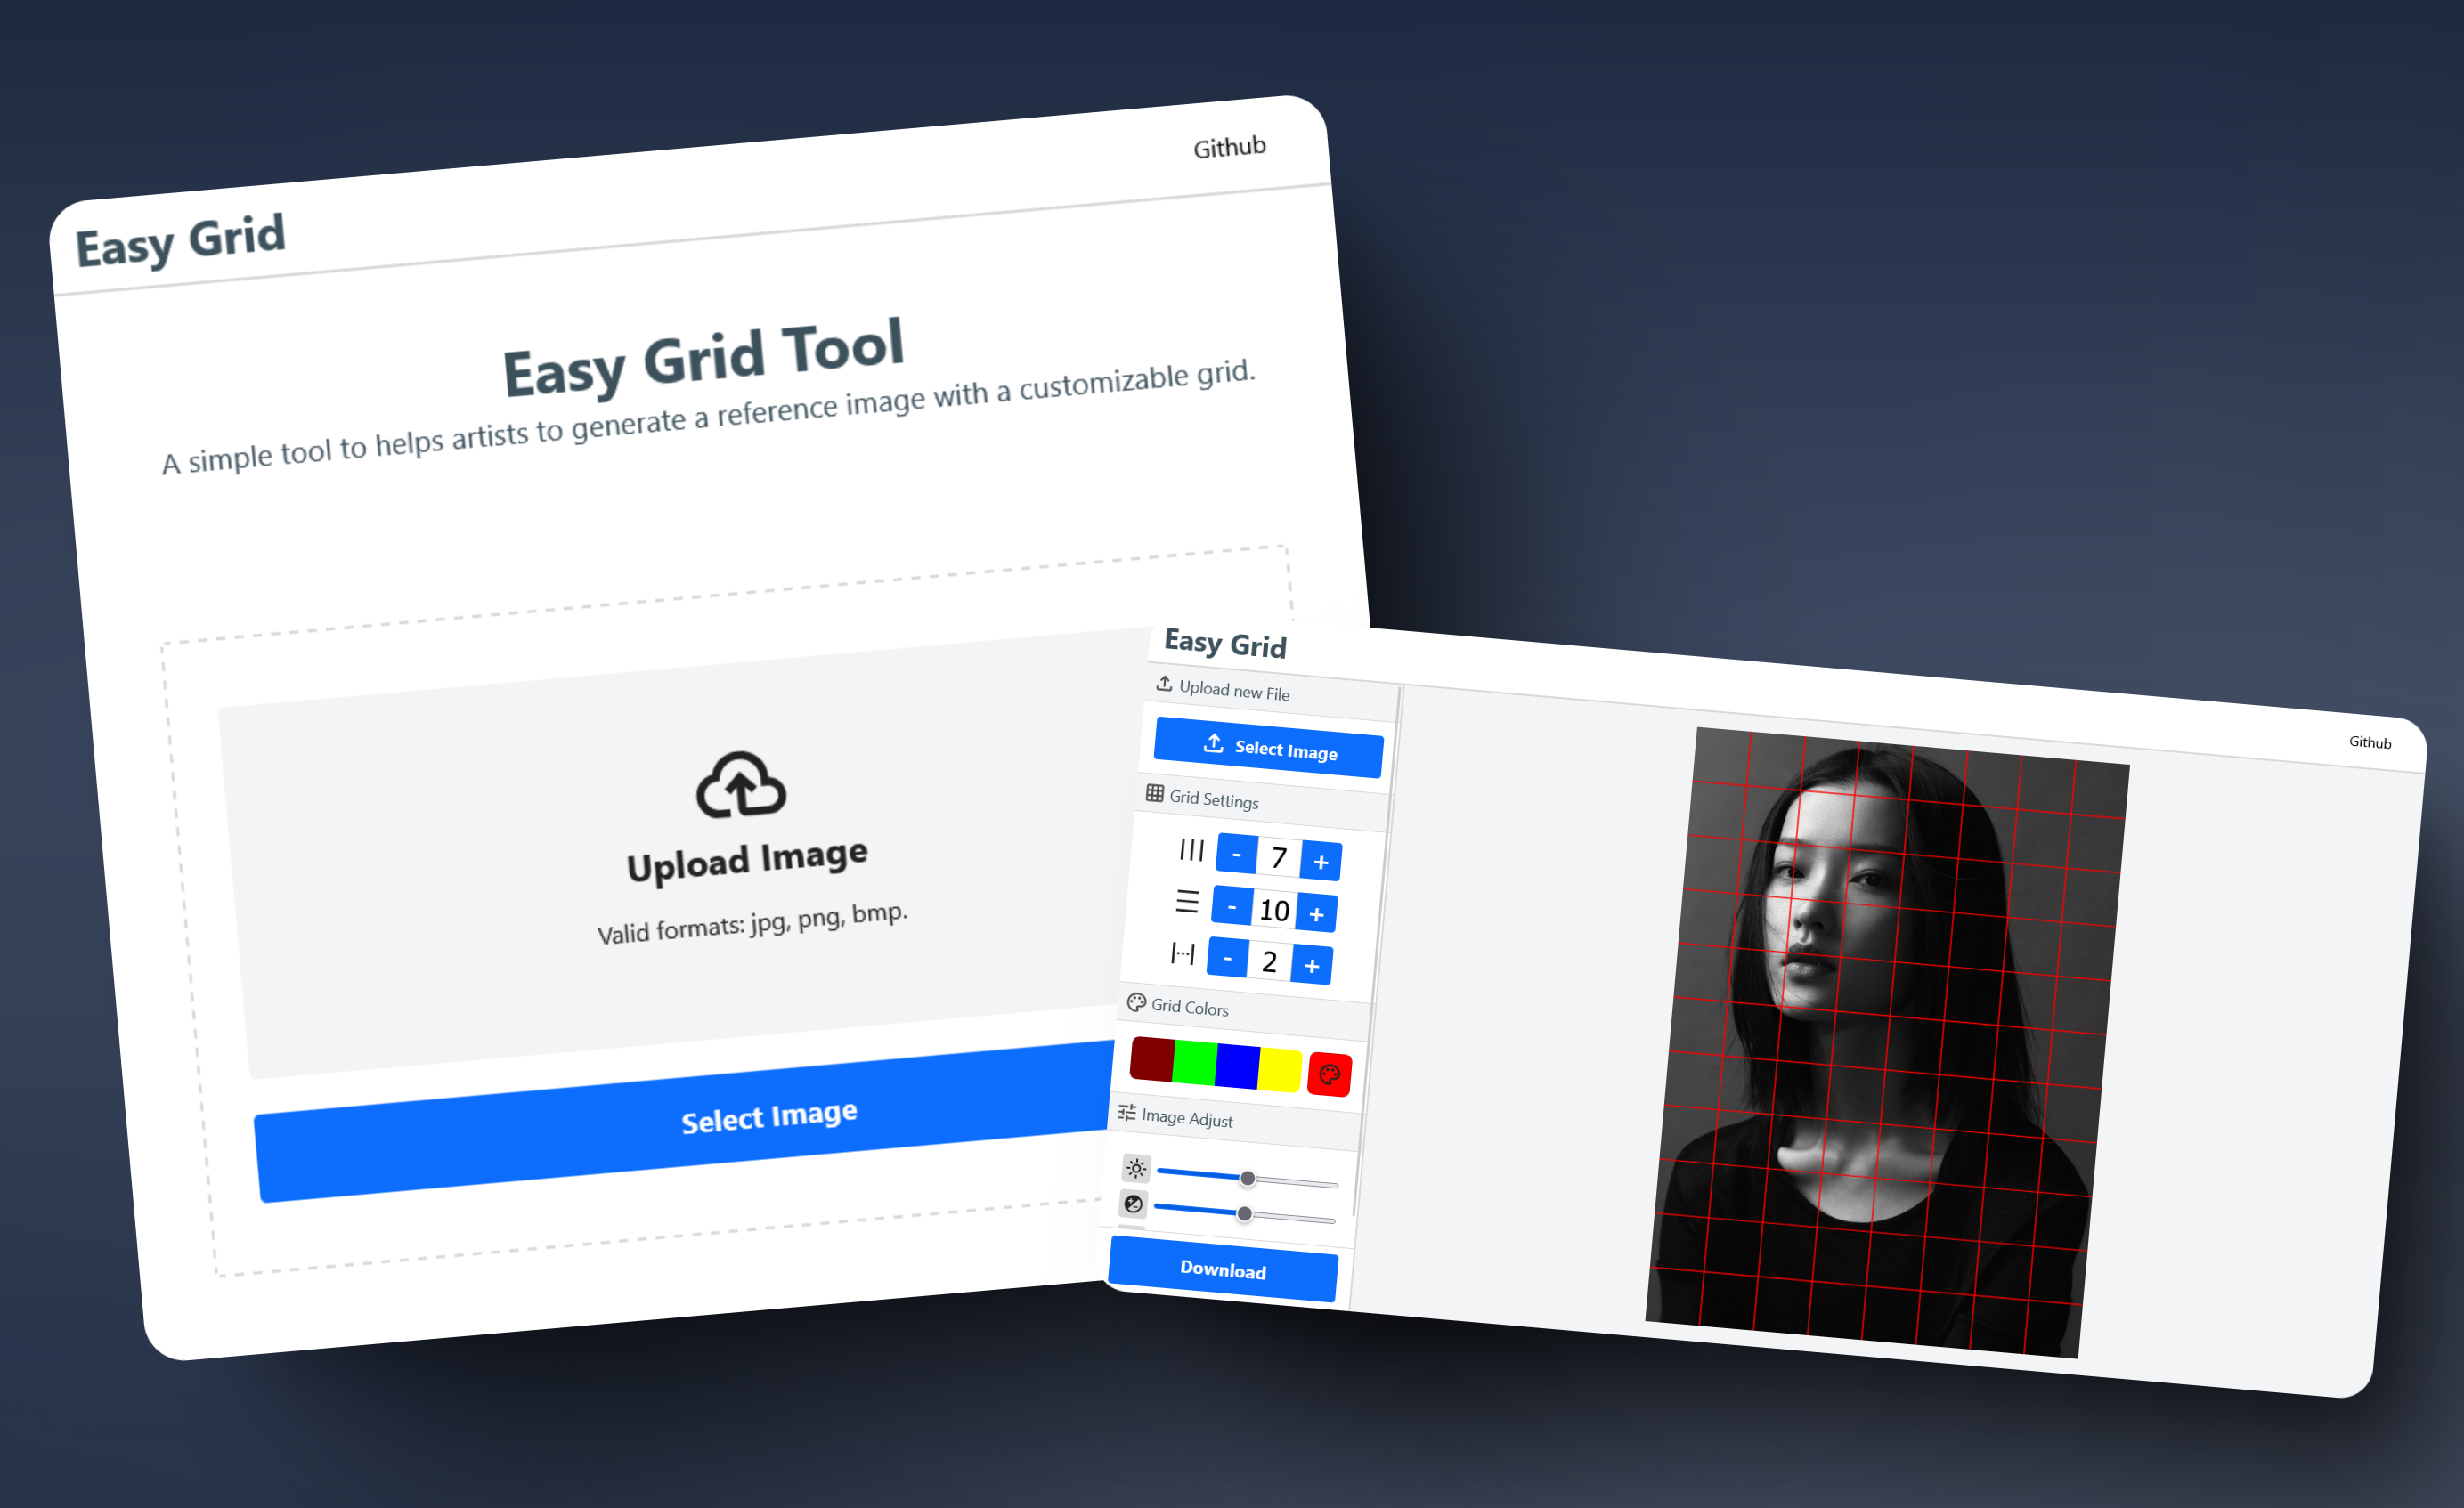 Github
Easy Grid
Easy Grid Tool
A simple tool to helps artists to generate a reference image with a customizable grid.
Upload Image
Valid formats: jpg, png, bmp.
Select Image
Easy Grid
Github
Upload new File
Select Image
Grid Settings
- 7 +
- 10 +
- 2 +
Grid Colors
Image Adjust
Download